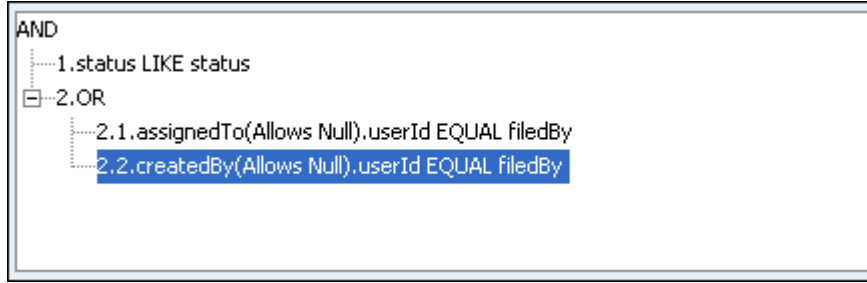 AND
1.status LIKE status
2.OR
2.1.assignedTo(Allows Null).userId EQUAL filedBy
2.2.createdBy(Allows Null).userId EQUAL filedBy